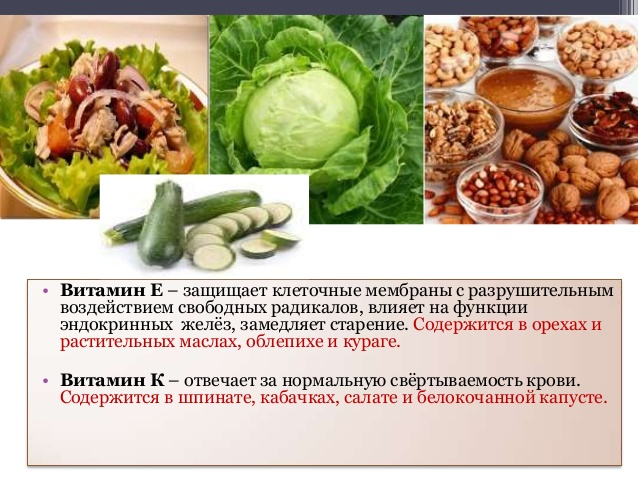 • Витамин Е – защищает клеточные мембраны с разрушительным
воздействием свободных радикалов, влияет на функции
эндокринных желёз, замедляет старение. Содержится в орехах и
растительных маслах, облепихе и кураге.
• Витамин К – отвечает за нормальную свёртываемость крови.
Содержится в шпинате, кабачках, салате и белокочанной капусте.